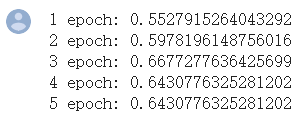 1 epoch: 0.5527915264043292
2 epoch: 0.5978196148756016
3 epoch: 0.6677277636425699
4 epoch: 0.6430776325281202
5 epoch: 0.6430776325281202